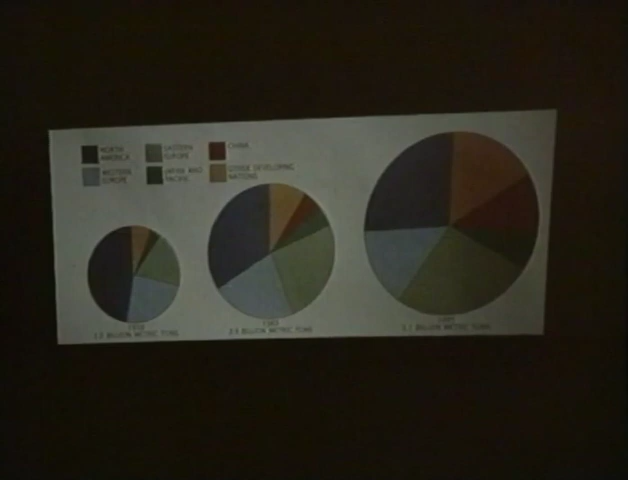 NORTH
AMERICA
EASTERN
EUROPE
CHINA
WESTERN
EUROPE
JAPAN AND
PACIFIC
OTHER DEVELOPING
NATIONS
BILLION METRIC TONS
BILLION METRIC TONS
BILLION METRIC TONS